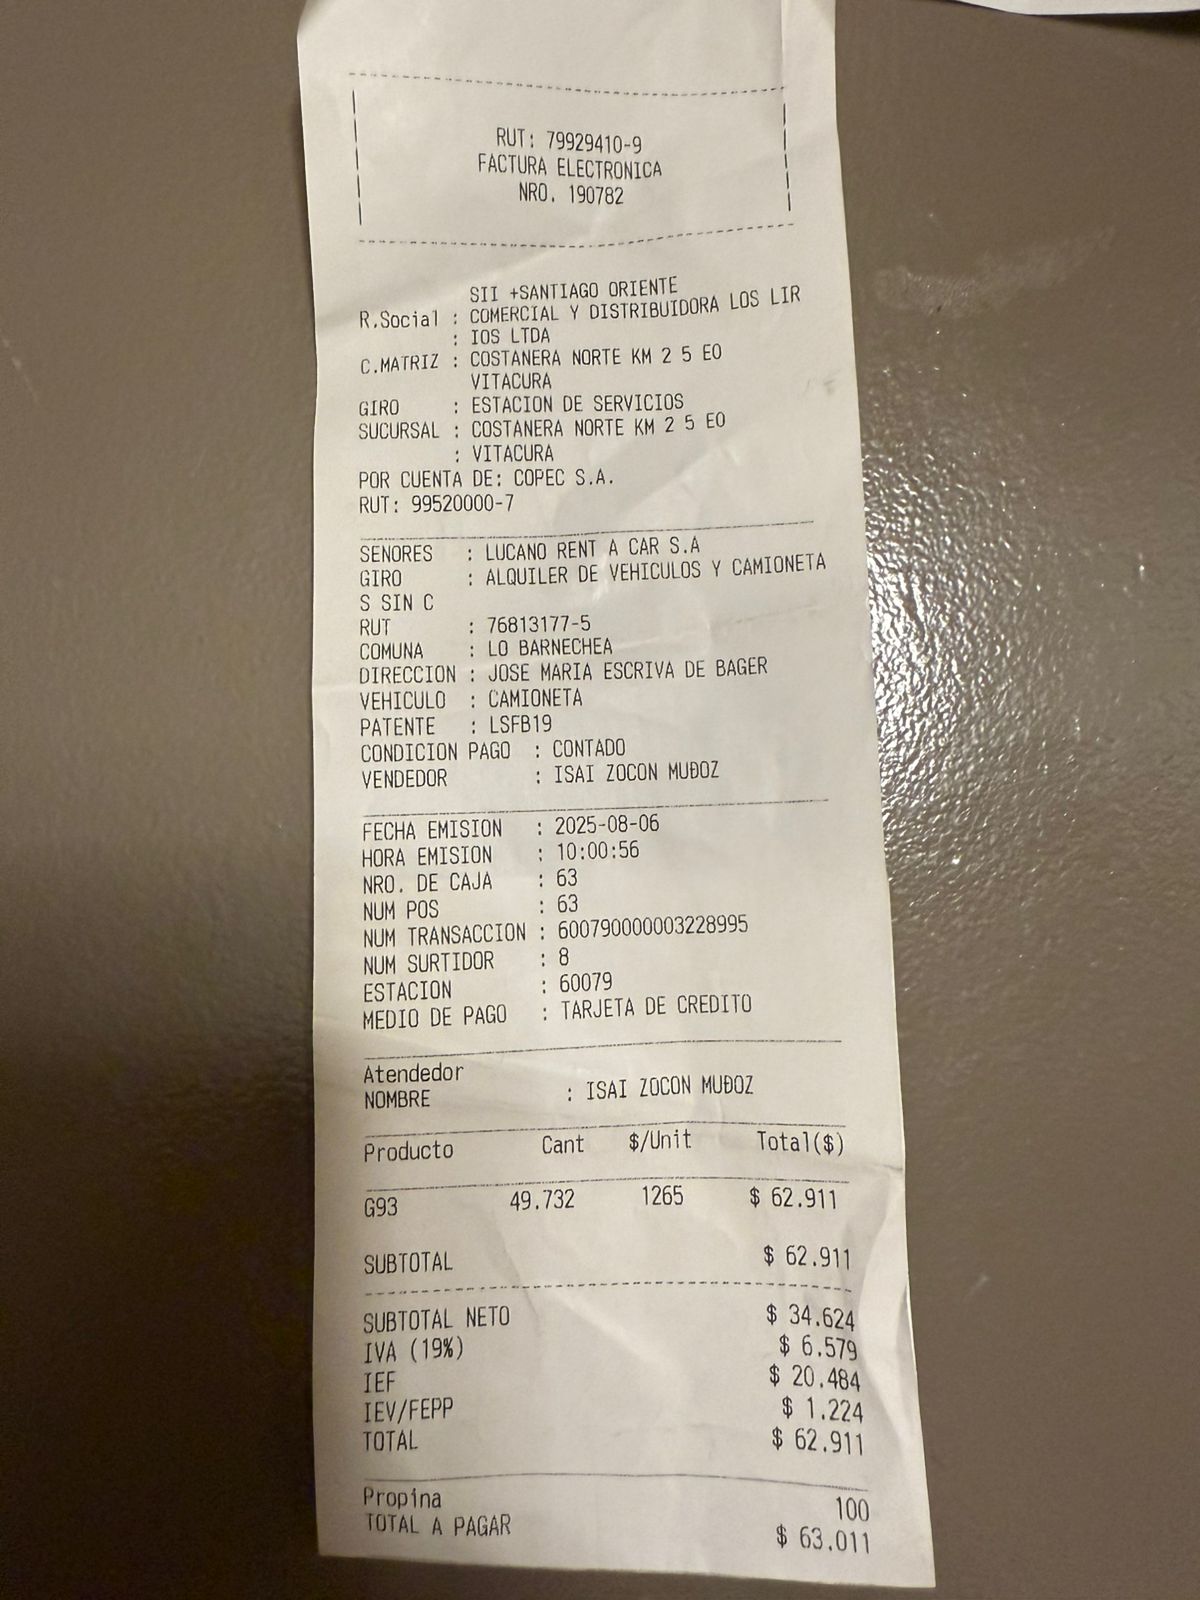 RUT: 79929410-9
FACTURA ELECTRONICA
NRO. 190782
SII +SANTIAGO ORIENTE
R.Social : COMERCIAL Y DISTRIBUIDORA LOS LIR
: IOS LTDA
C.MATRIZ : COSTANERA NORTE KM 2 5 EO
VITACURA
GIRO : ESTACION DE SERVICIOS
SUCURSAL : COSTANERA NORTE KM 2 5 EO
: VITACURA
POR CUENTA DE: COPEC S.A.
RUT: 99520000-7
SENORES : LUCANO RENT A CAR S.A
GIRO : ALQUILER DE VEHICULOS Y CAMIONETA
S SIN C
RUT : 76813177-5
COMUNA : LO BARNECHEA
DIRECCION : JOSE MARIA ESCRIVA DE BAGER
VEHICULO : CAMIONETA
PATENTE : LSFB19
CONDICION PAGO : CONTADO
VENDEDOR : ISAI ZOCON MUÐOZ
FECHA EMISION : 2025-08-06
HORA EMISION : 10:00:56
NRO. DE CAJA : 63
NUM POS : 63
NUM TRANSACCION : 600790000003228995
NUM SURTIDOR : 8
ESTACION : 60079
MEDIO DE PAGO : TARJETA DE CREDITO
Atendedor
NOMBRE : ISAI ZOCON MUÐOZ
Producto Cant $/Unit Total($)
G93 49.732 1265 $ 62.911
SUBTOTAL $ 62.911
SUBTOTAL NETO $ 34.624
IVA (19%) $ 6.579
IEF $ 20.484
IEV/FEPP $ 1.224
TOTAL $ 62.911
Propina 100
TOTAL A PAGAR $ 63.011